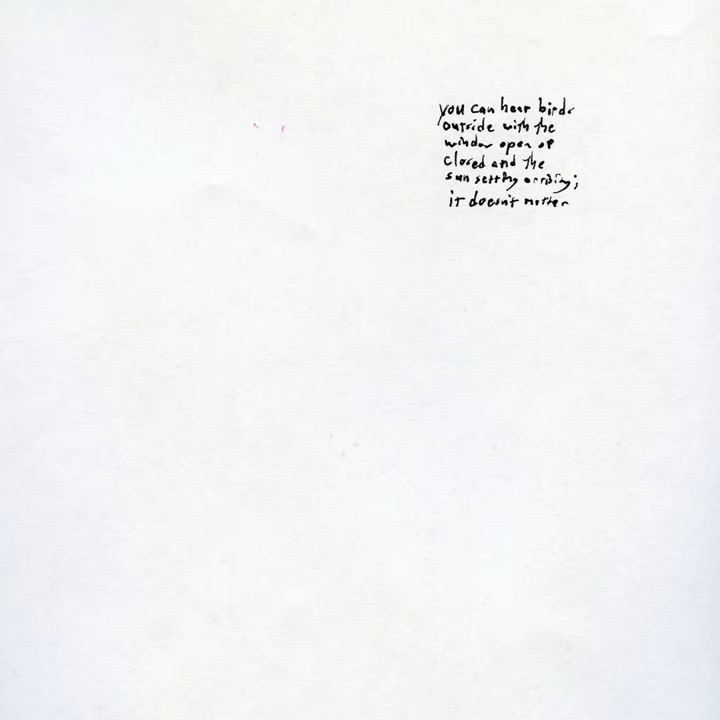 you can hear birds
outside with the
window open or
closed and the
sun setting or rising;
it doesn't matter